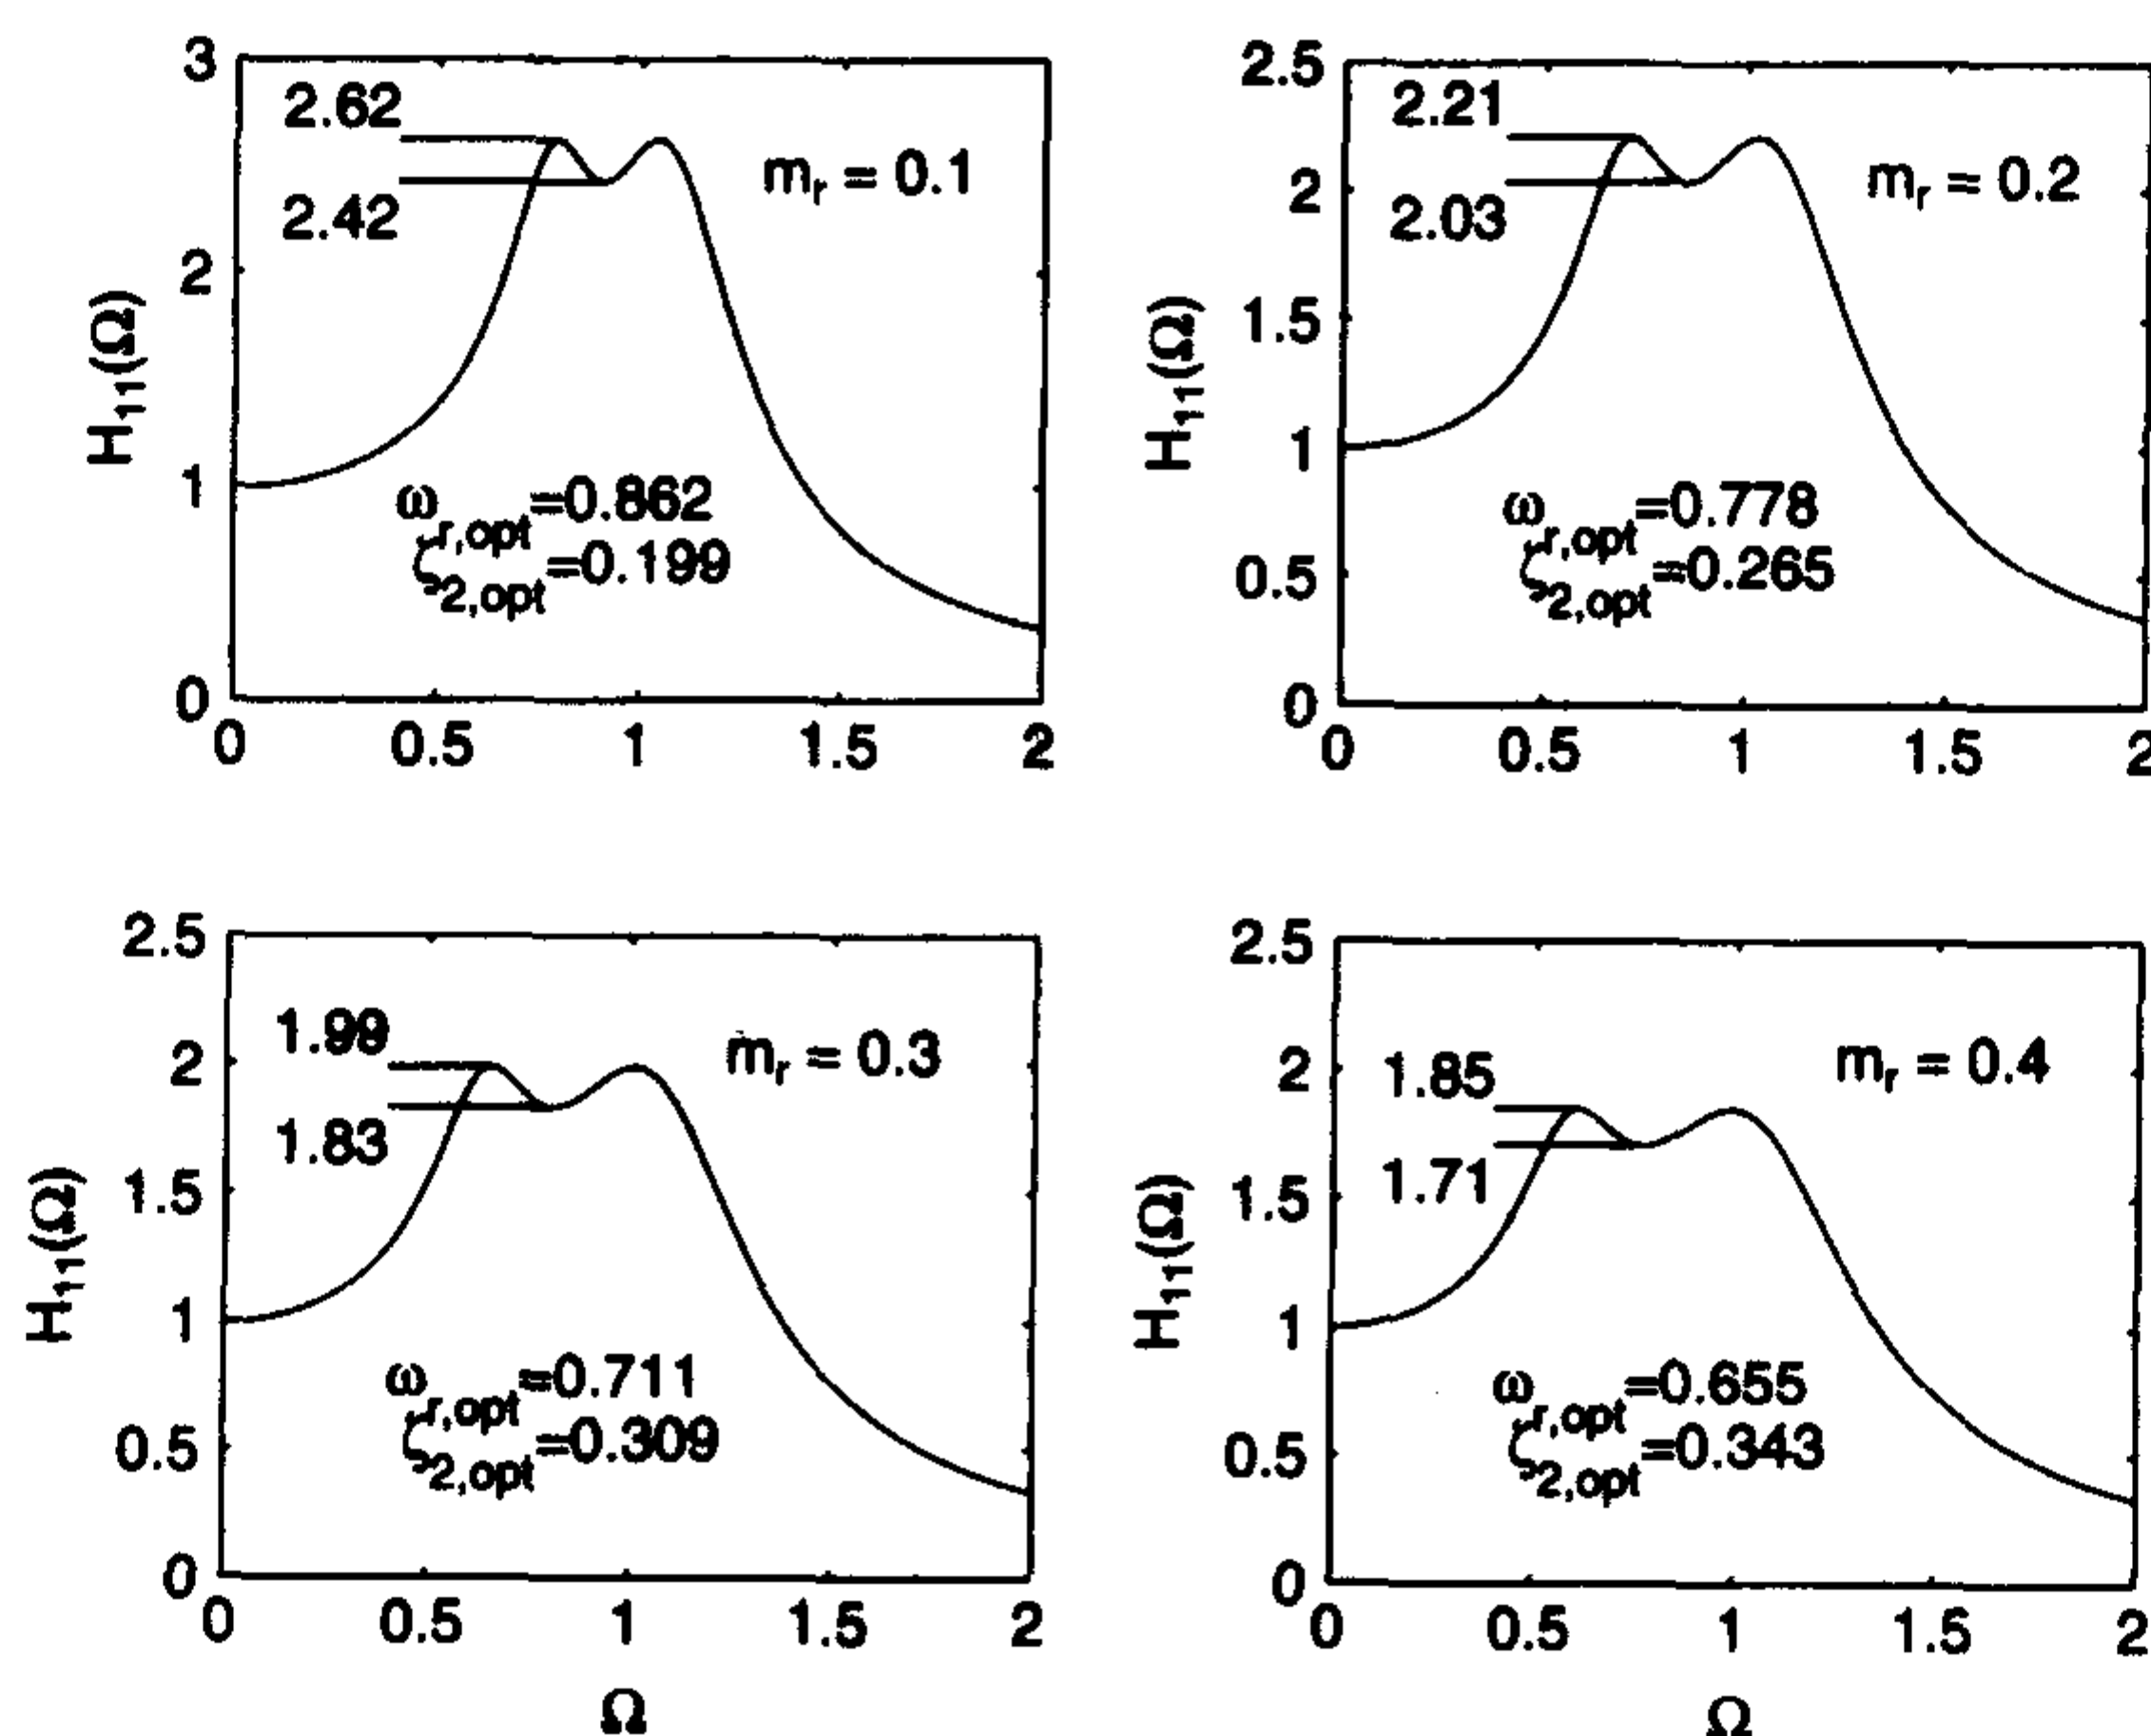 3
2.62
m_r = 0.1
2.42
2
H_11(Ω)
1
ω_r,opt=0.862
ζ_2,opt=0.199
0
0 0.5 1 1.5 2
2.5
2.21
m_r = 0.2
2
2.03
1.5
H_11(Ω)
1
ω_r,opt=0.778
ζ_2,opt=0.265
0.5
0
0 0.5 1 1.5 2
2.5
1.99
m_r = 0.3
2
1.83
1.5
H_11(Ω)
1
ω_r,opt=0.711
ζ_2,opt=0.309
0.5
0
0 0.5 1 1.5 2
Ω
2.5
1.85
m_r = 0.4
2
1.71
1.5
H_11(Ω)
1
ω_r,opt=0.655
ζ_2,opt=0.343
0.5
0
0 0.5 1 1.5 2
Ω